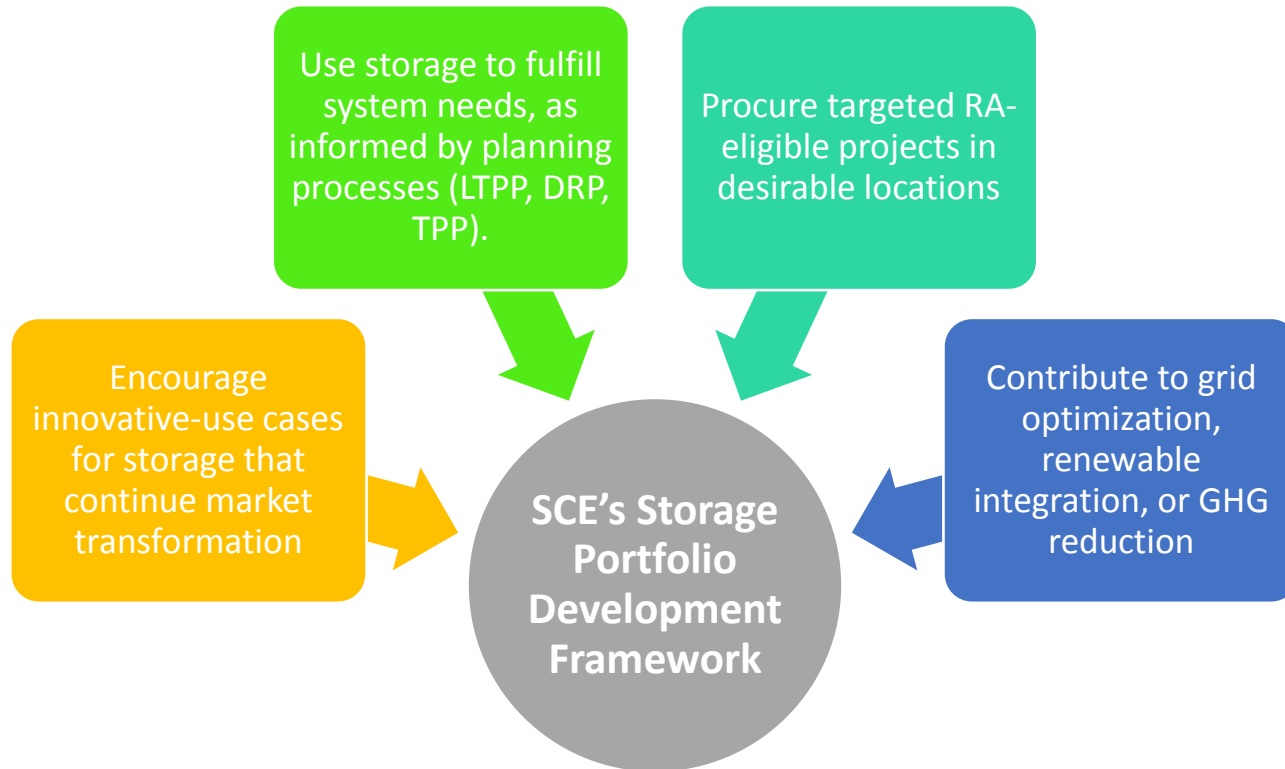 Use storage to fulfill
system needs, as
informed by planning
processes (LTPP, DRP,
TPP).
Procure targeted RA-
eligible projects in
desirable locations
Encourage
innovative-use cases
for storage that
continue market
transformation
Contribute to grid
optimization,
renewable
integration, or GHG
reduction
SCE’s Storage
Portfolio
Development
Framework